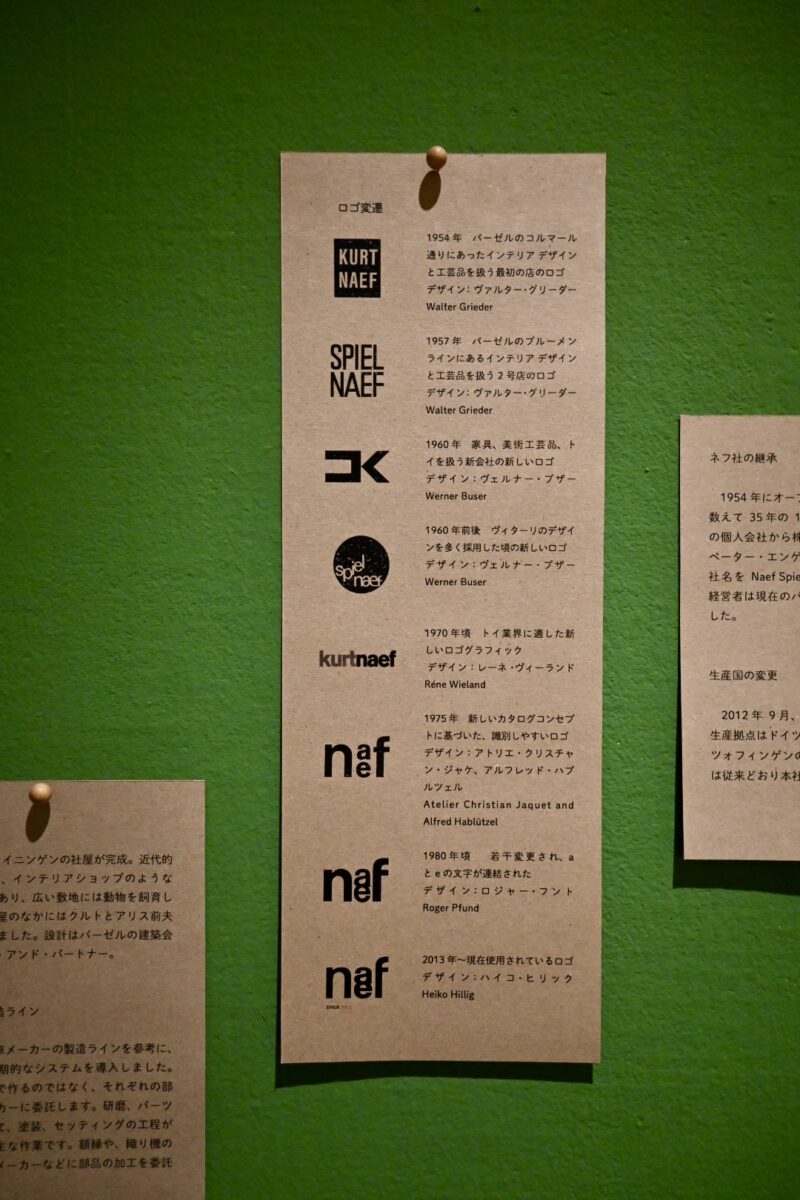 ロゴ変遷
KURT
NAEF
1954 年　バーゼルのコルマール
通りにあったインテリア デザイン
と工芸品を扱う最初の店のロゴ
デザイン：ヴァルター・グリーダー
Walter Grieder
SPIEL
NAEF
1957 年　バーゼルのブルーメン
ラインにあるインテリア デザイン
と工芸品を扱う 2 号店のロゴ
デザイン：ヴァルター・グリーダー
Walter Grieder
1960 年　家具、美術工芸品、ト
イを扱う新会社の新しいロゴ
デザイン：ヴェルナー・ブザー
Werner Buser
spiel
naef
1960 年前後　ヴィターリのデザイ
ンを多く採用した頃の新しいロゴ
デザイン：ヴェルナー・ブザー
Werner Buser
kurtnaef
1970 年頃　トイ業界に適した新
しいロゴグラフィック
デザイン：レーネ・ヴィーランド
Réne Wieland
naef
1975 年　新しいカタログコンセプ
トに基づいた、識別しやすいロゴ
デザイン：アトリエ・クリスチャ
ン・ジャケ、アルフレッド・ハブ
ルツェル
Atelier Christian Jaquet and
Alfred Hablützel
naef
1980 年頃　若干変更され、a
と e の文字が連結された
デザイン：ロジャー・フント
Roger Pfund
naef
SINCE
2013 年〜現在使用されているロゴ
デザイン：ハイコ・ヒリック
Heiko Hillig
イニンゲンの社屋が完成。近代的
、インテリアショップのような
あり、広い敷地には動物を飼育し
屋のなかにはクルトとアリス前夫
ました。設計はバーゼルの建築会
・アンド・パートナー。
ライン
メーカーの製造ラインを参考に、
期的なシステムを導入しました。
で作るのではなく、それぞれの部
カーに委託します。研磨、パーツ
て、塗装、セッティングの工程が
主な作業です。額縁や、織り機の
メーカーなどに部品の加工を委託
ネフ社の継承
1954 年にオープ
数えて 35 年の 1
の個人会社から株
ペーター・エンゲ
社名を Naef Spie
経営者は現在のパ
した。
生産国の変更
2012 年 9 月、
生産拠点はドイツ
ツォフィンゲンの
は従来どおり本社